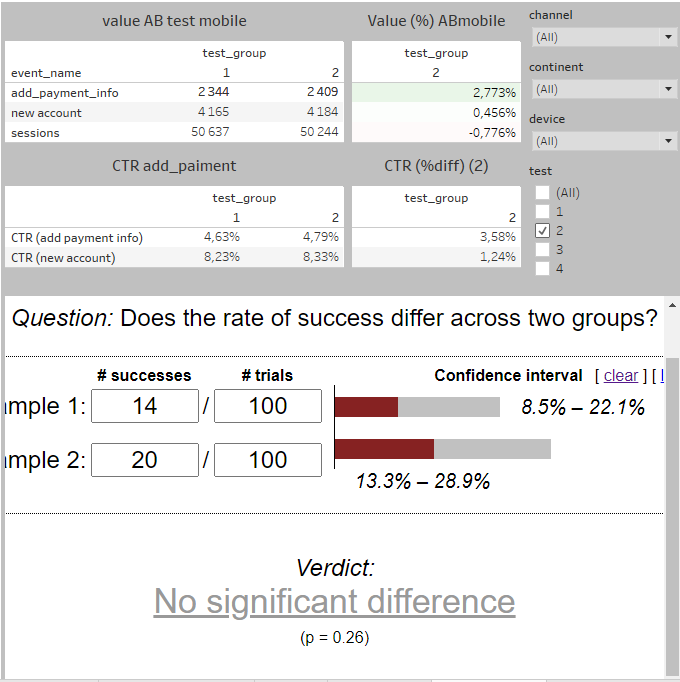 value AB test mobile
test_group
event_name 1 2
add_payment_info 2 344 2 409
new account 4 165 4 184
sessions 50 637 50 244
Value (%) ABmobile
test_group
2
2,773%
0,456%
-0,776%
channel
(All)
continent
(All)
device
(All)
test
(All)
1
2
3
4
CTR add_paiment
test_group
1 2
CTR (add payment info) 4,63% 4,79%
CTR (new account) 8,23% 8,33%
CTR (%diff) (2)
test_group
2
3,58%
1,24%
Question: Does the rate of success differ across two groups?
# successes # trials Confidence interval [ clear ] [
mple 1: 14 / 100 8.5% – 22.1%
mple 2: 20 / 100
13.3% – 28.9%
Verdict:
No significant difference
(p = 0.26)